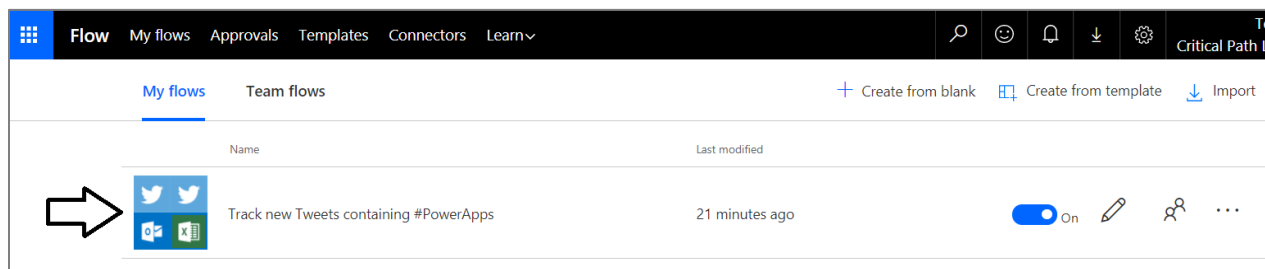 Flow My flows Approvals Templates Connectors Learn
Critical Path
My flows Team flows
Create from blank Create from template Import
Name Last modified
Track new Tweets containing #PowerApps 21 minutes ago On